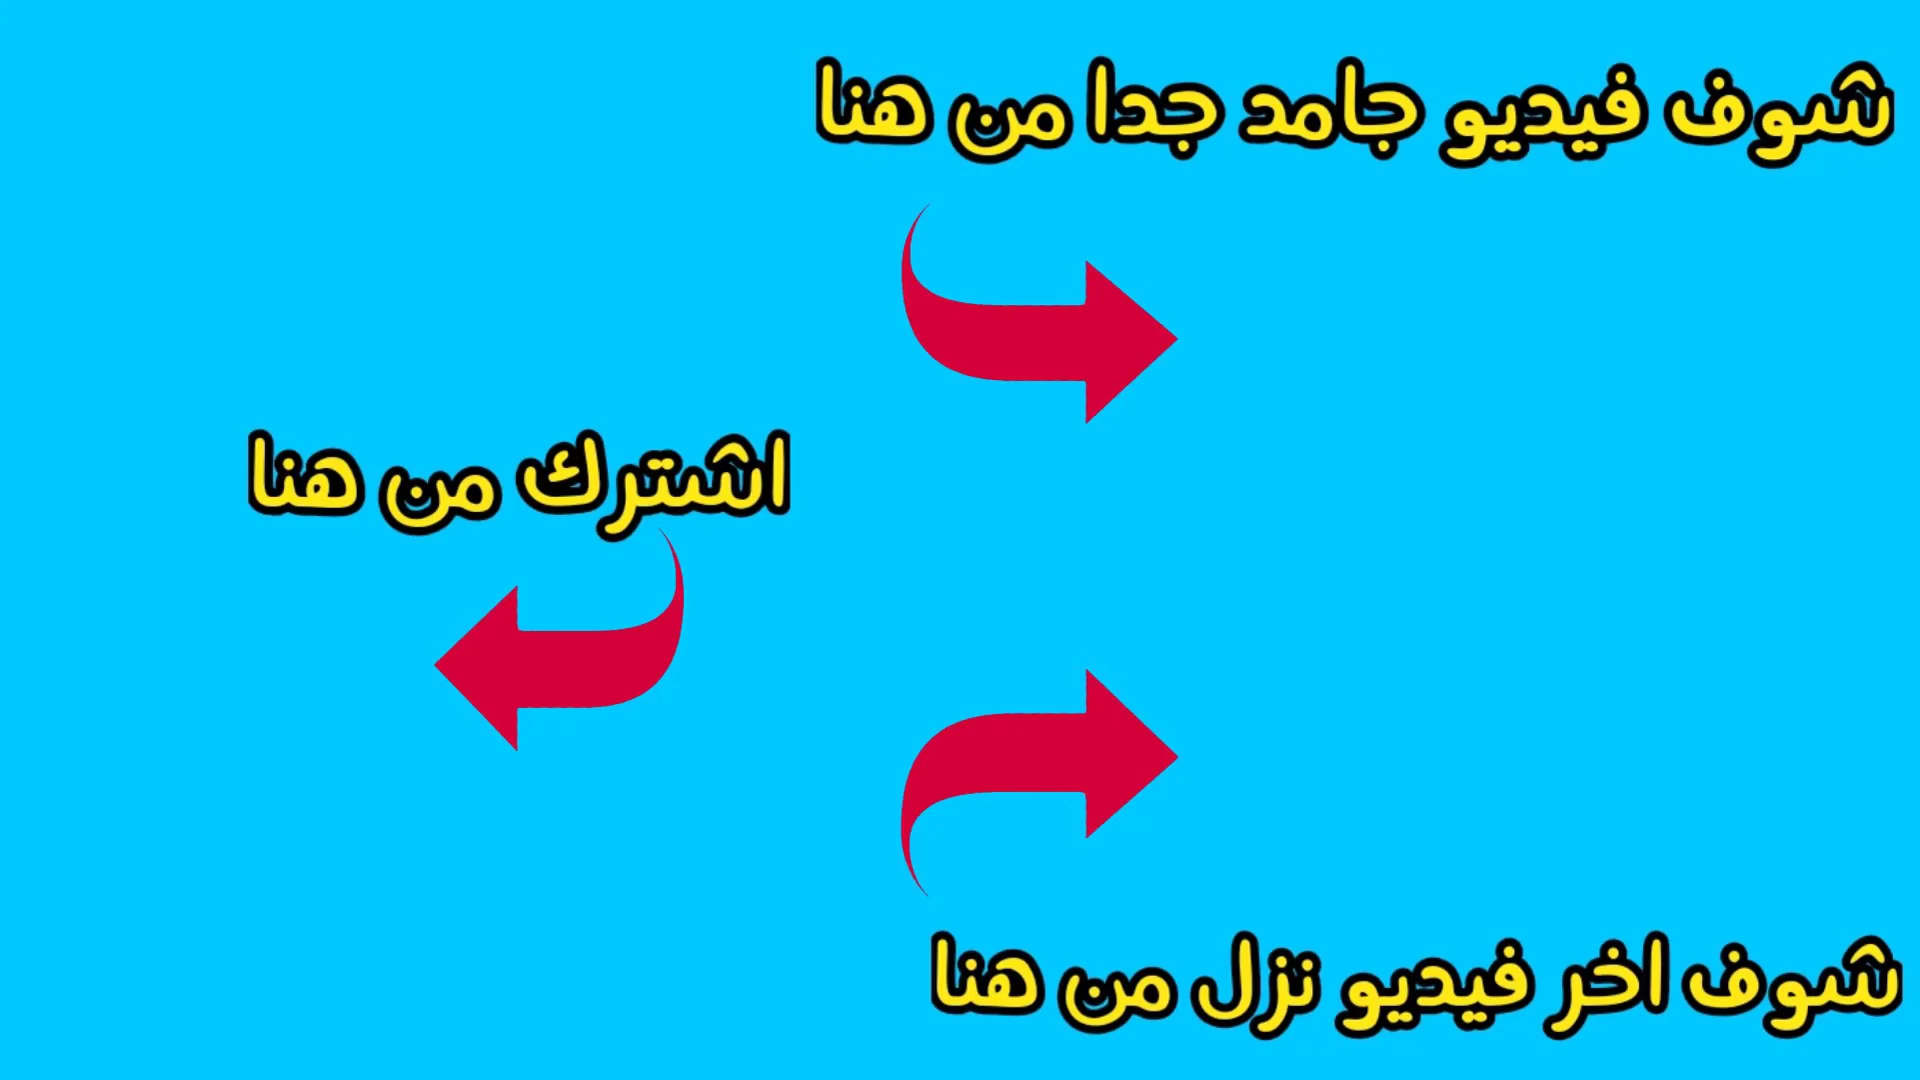 شوف فيديو جامد جدا من هنا
اشترك من هنا
شوف اخر فيديو نزل من هنا